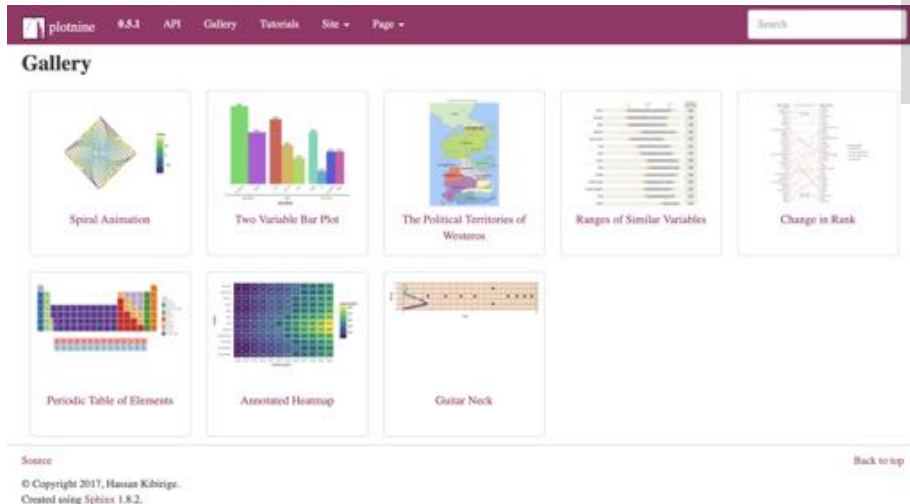 plotnine 0.5.1 API Gallery Tutorials Site Page Search
Gallery
Spiral Animation
Two Variable Bar Plot
The Political Territories of
Westeros
Ranges of Similar Variables
Change in Rank
Periodic Table of Elements
Annotated Heatmap
Guitar Neck
Source
Back to top
© Copyright 2017, Hassan Kibirige.
Created using Sphinx 1.8.2.